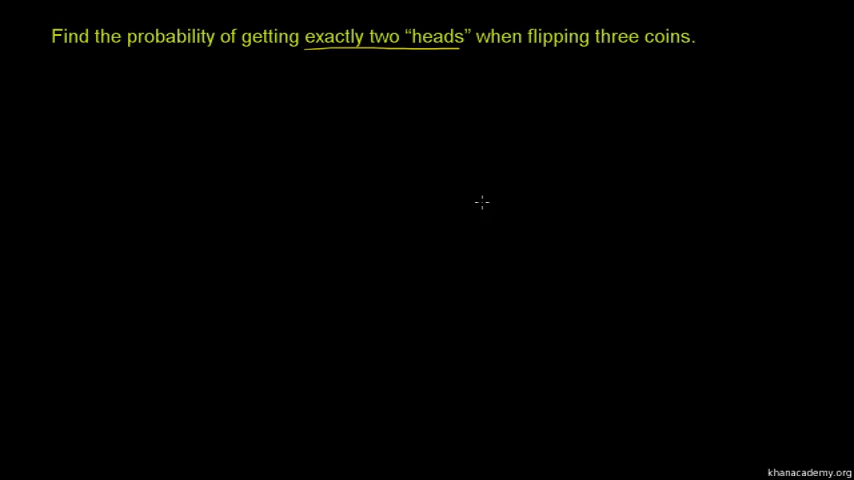 Find the probability of getting exactly two “heads” when flipping three coins.
khanacademy.org